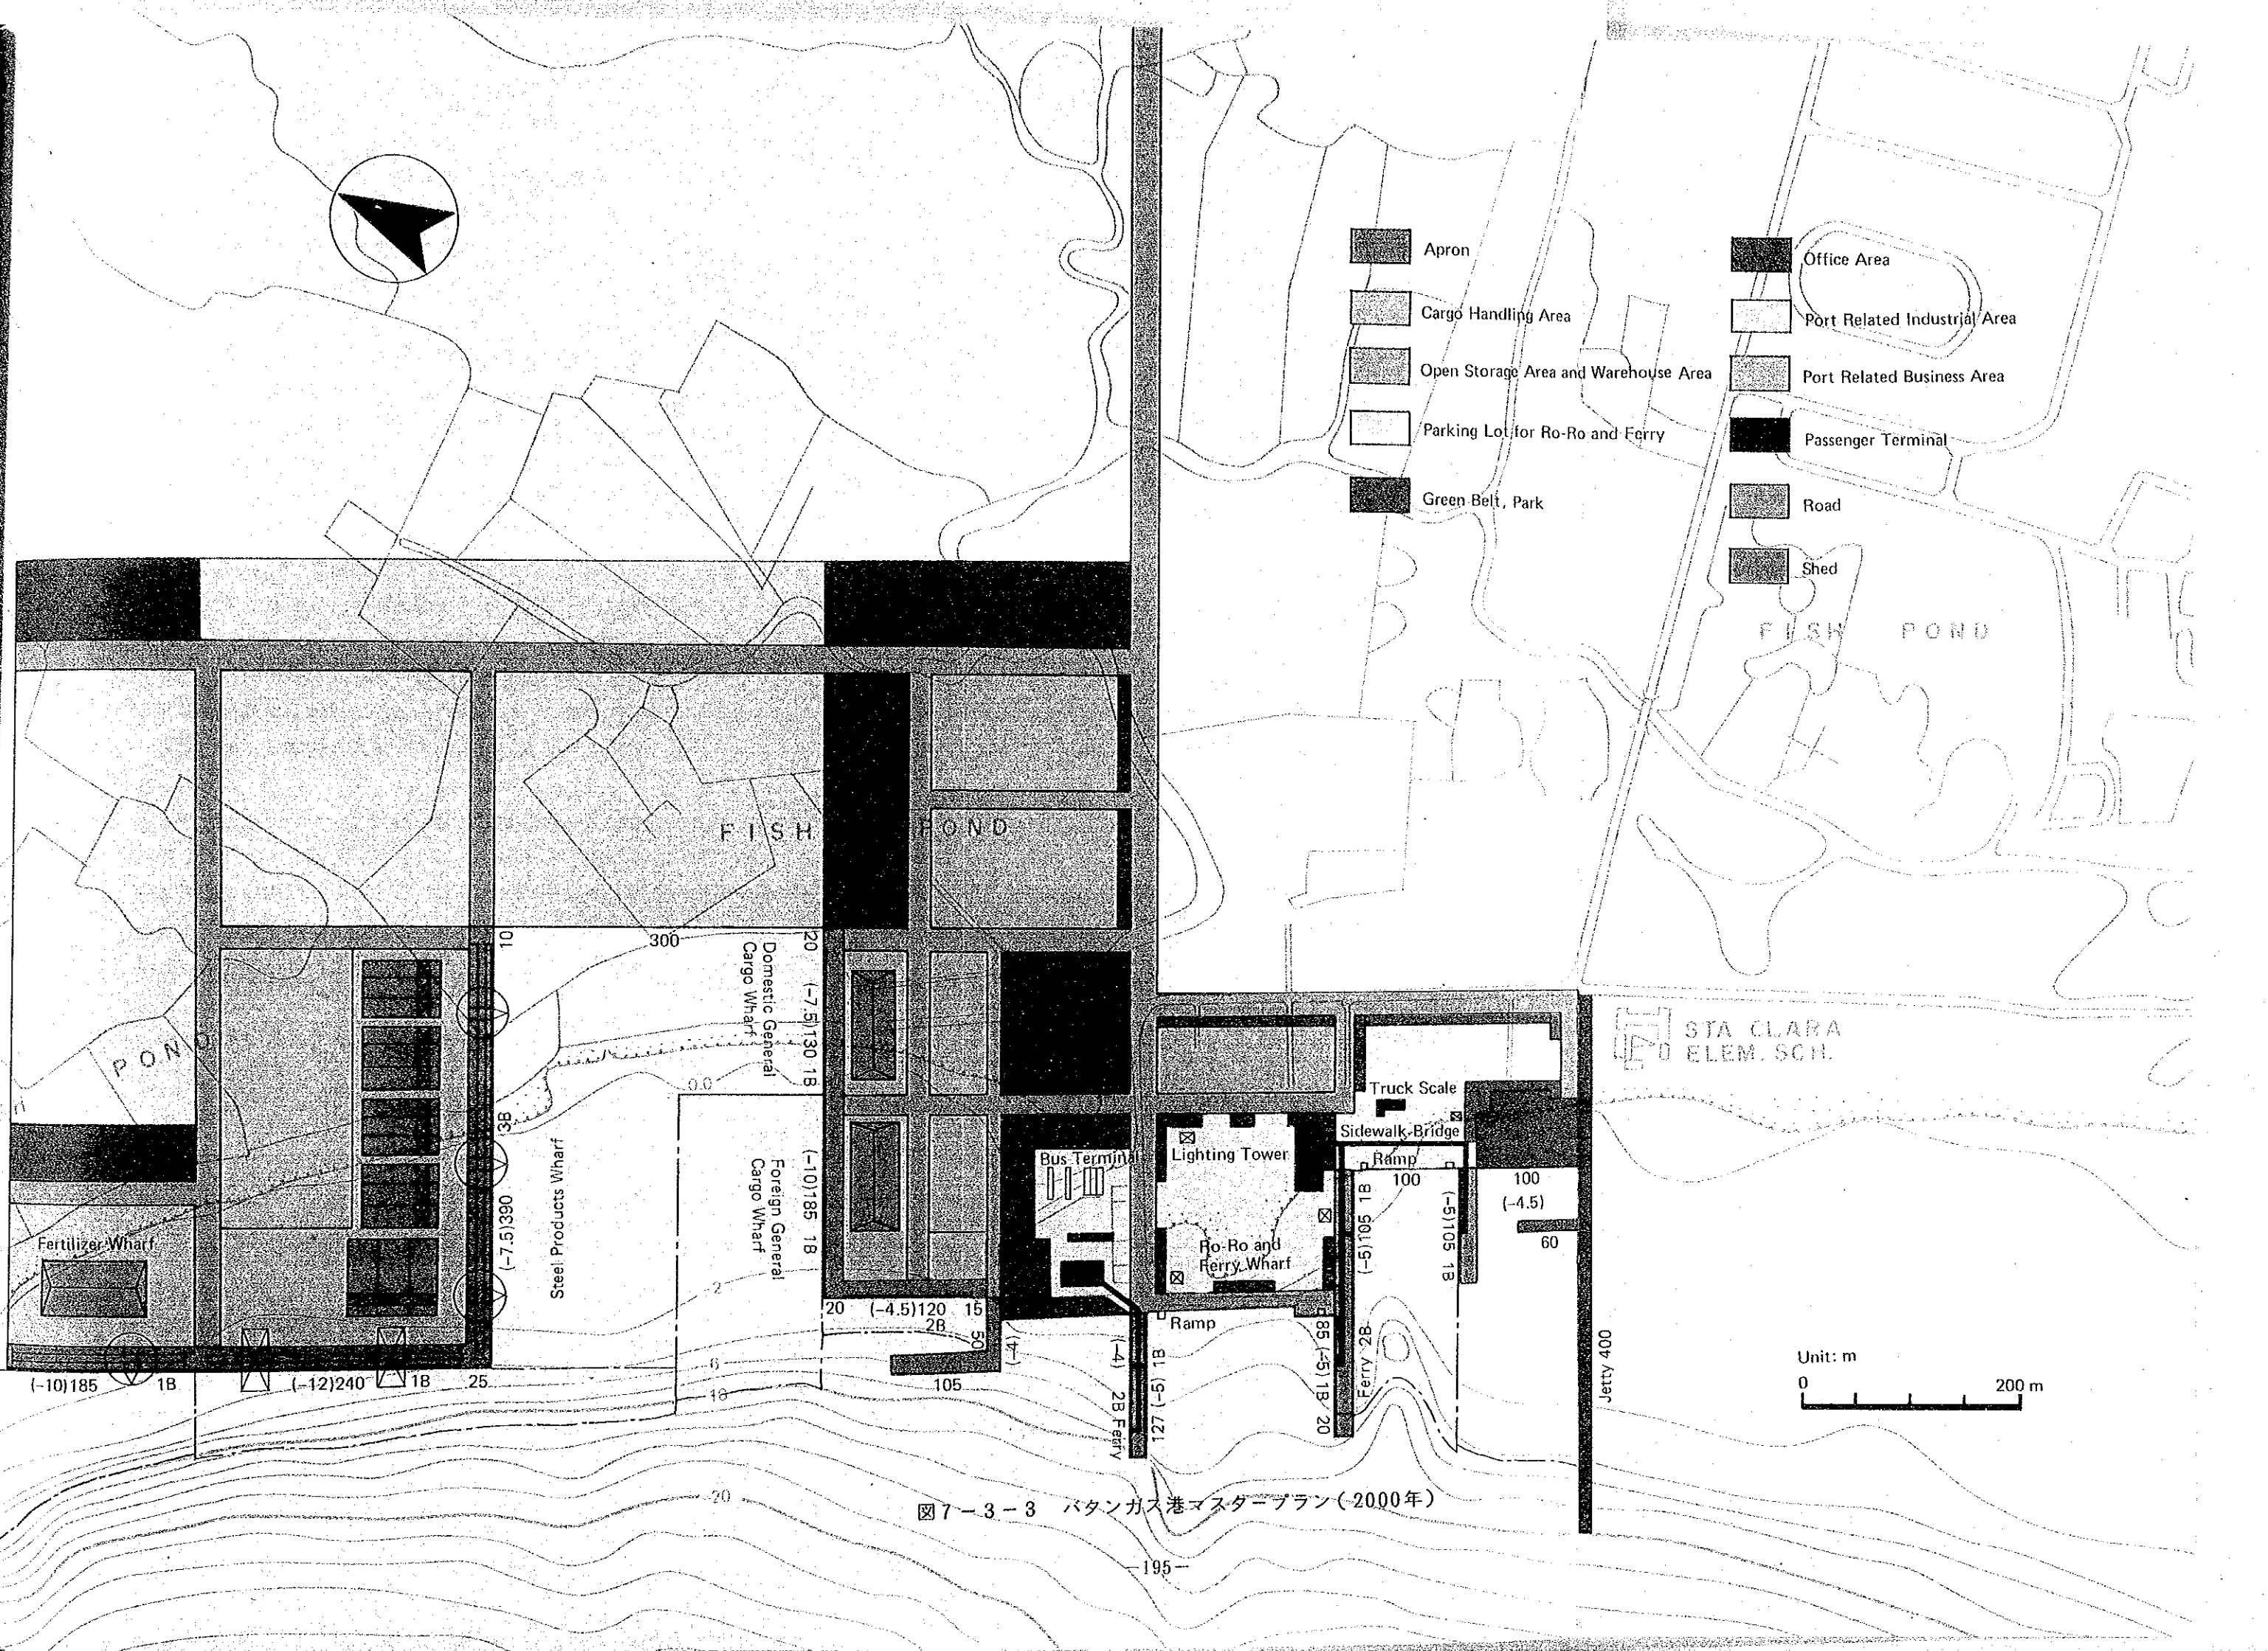 Apron
Cargo Handling Area
Open Storage Area and Warehouse Area
Parking Lot for Ro-Ro and Ferry
Green Belt, Park
Office Area
Port Related Industrial Area
Port Related Business Area
Passenger Terminal
Road
Shed
FISH POND
FISH POND
POND
STA CLARA
ELEM. SCH.
10
300
20
(-7.5)130 1B
Domestic General
Cargo Wharf
0.0
(-10)185 1B
Foreign General
Cargo Wharf
3B
(-7.5)390
Steel Products Wharf
Fertilizer Wharf
(-10)185
1B
(-12)240
1B
25
2
6
10
20
20
(-4.5)120
2B
15
50
105
(-4)
Bus Terminal
Lighting Tower
Ro-Ro and
Ferry Wharf
Truck Scale
Sidewalk-Bridge
Ramp
100
100
(-4.5)
60
(-5)105 1B
(-5)105 1B
Ramp
(-4) 2B Ferry
127 (-5) 1B
85 (-5) 1B 20
Ferry 2B
Jetty 400
Unit: m
0
200 m
図7-3-3 バタンガス港マスタープラン(2000年)
-195-